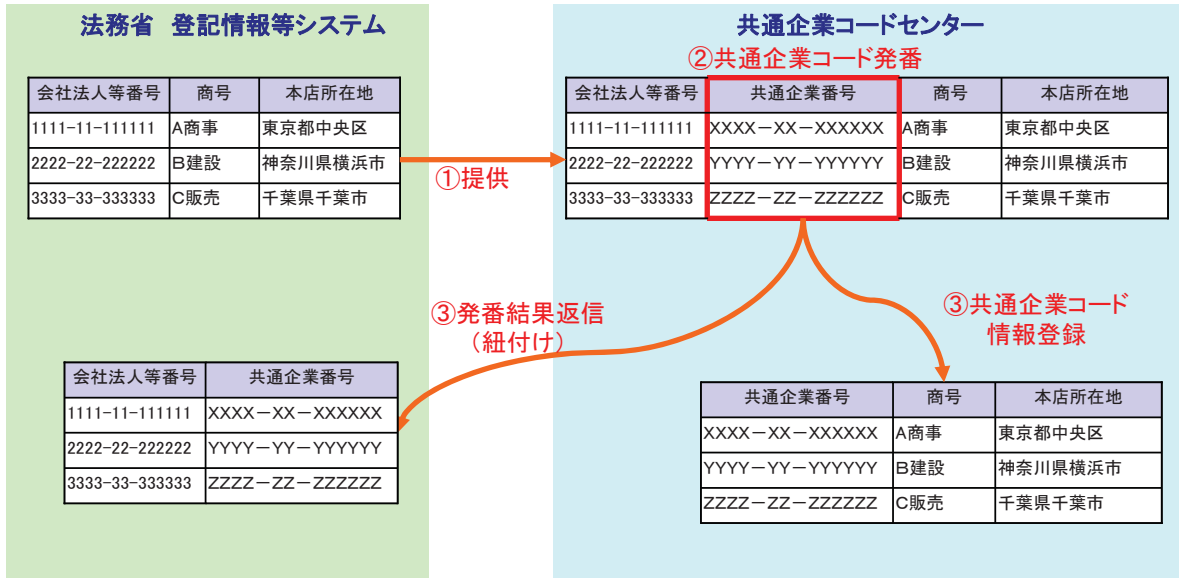 法務省 登記情報等システム
会社法人等番号 商号 本店所在地
1111-11-111111 A商事 東京都中央区
2222-22-222222 B建設 神奈川県横浜市
3333-33-333333 C販売 千葉県千葉市
①提供
共通企業コードセンター
②共通企業コード発番
会社法人等番号 共通企業番号 商号 本店所在地
1111-11-111111 XXXX－XX－XXXXXX A商事 東京都中央区
2222-22-222222 YYYY－YY－YYYYYY B建設 神奈川県横浜市
3333-33-333333 ZZZZ－ZZ－ZZZZZZ C販売 千葉県千葉市
③発番結果返信
（紐付け）
③共通企業コード
情報登録
会社法人等番号 共通企業番号
1111-11-111111 XXXX－XX－XXXXXX
2222-22-222222 YYYY－YY－YYYYYY
3333-33-333333 ZZZZ－ZZ－ZZZZZZ
共通企業番号 商号 本店所在地
XXXX－XX－XXXXXX A商事 東京都中央区
YYYY－YY－YYYYYY B建設 神奈川県横浜市
ZZZZ－ZZ－ZZZZZZ C販売 千葉県千葉市